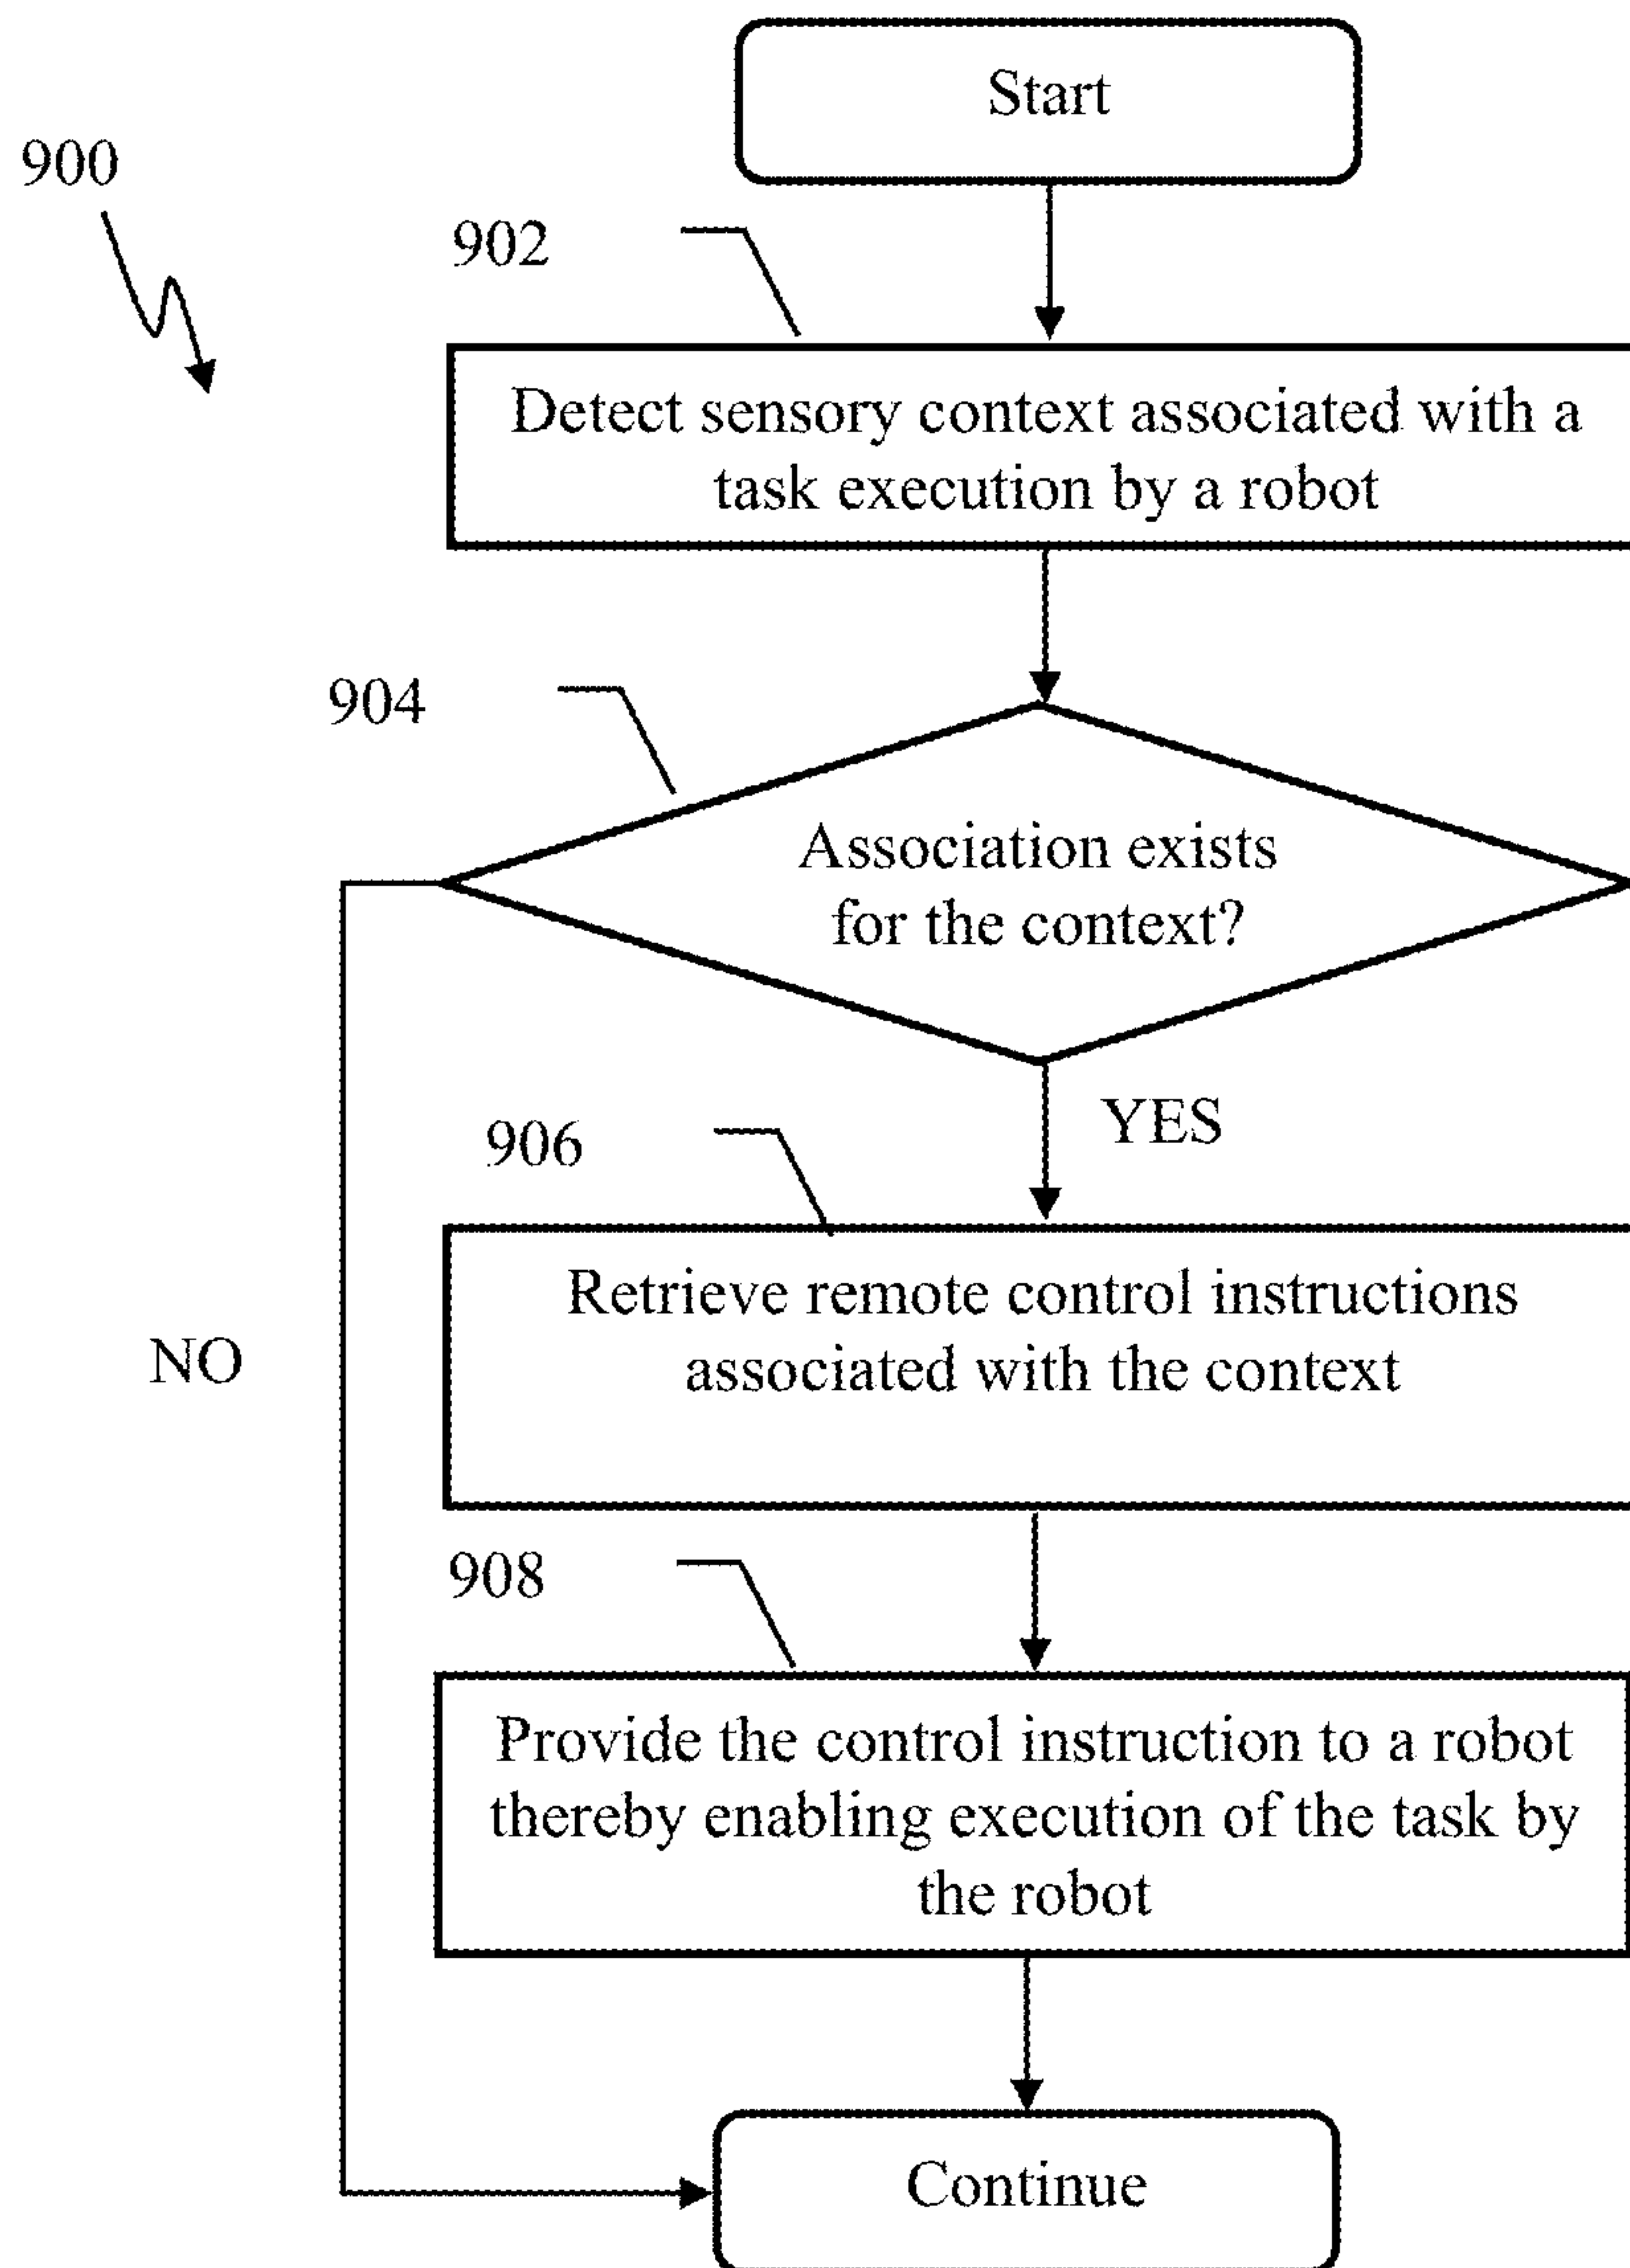 Start
900
902
Detect sensory context associated with a
task execution by a robot
904
Association exists
for the context?
YES
906
Retrieve remote control instructions
associated with the context
NO
908
Provide the control instruction to a robot
thereby enabling execution of the task by
the robot
Continue